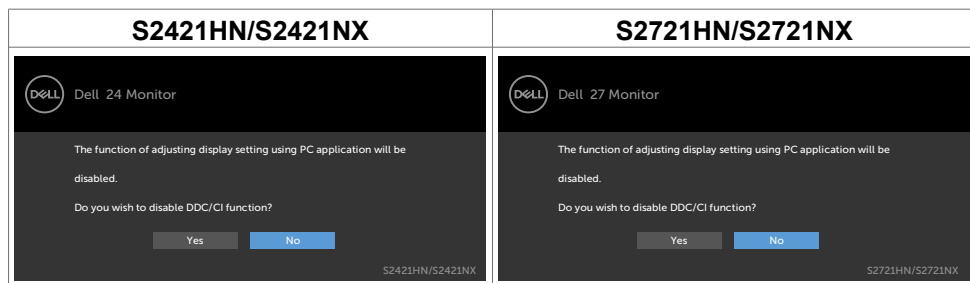 S2421HN/S2421NX
S2721HN/S2721NX
DELL
Dell 24 Monitor
The function of adjusting display setting using PC application will be
disabled.
Do you wish to disable DDC/CI function?
Yes
No
S2421HN/S2421NX
DELL
Dell 27 Monitor
The function of adjusting display setting using PC application will be
disabled.
Do you wish to disable DDC/CI function?
Yes
No
S2721HN/S2721NX